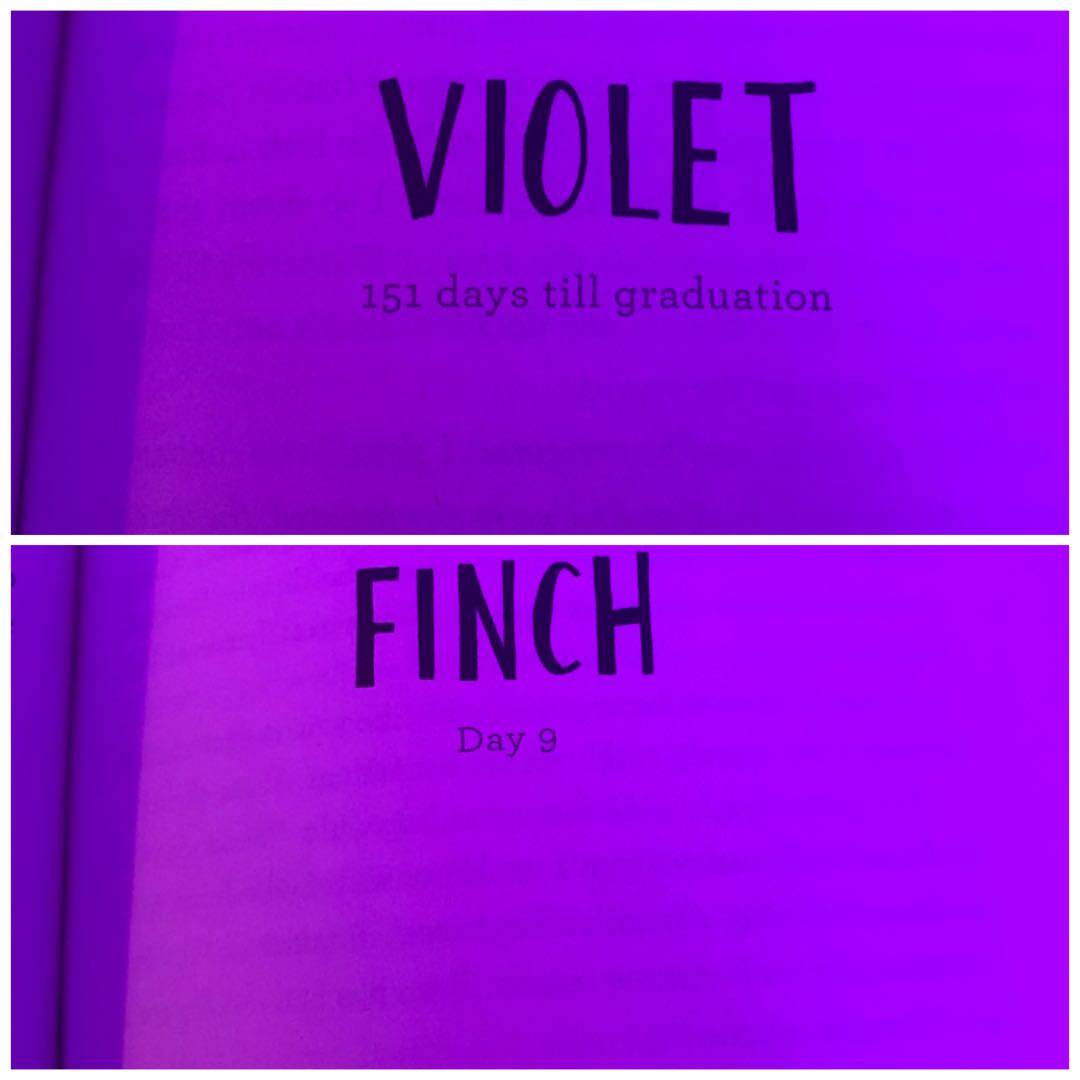 VIOLET
151 days till graduation
FINCH
Day 9